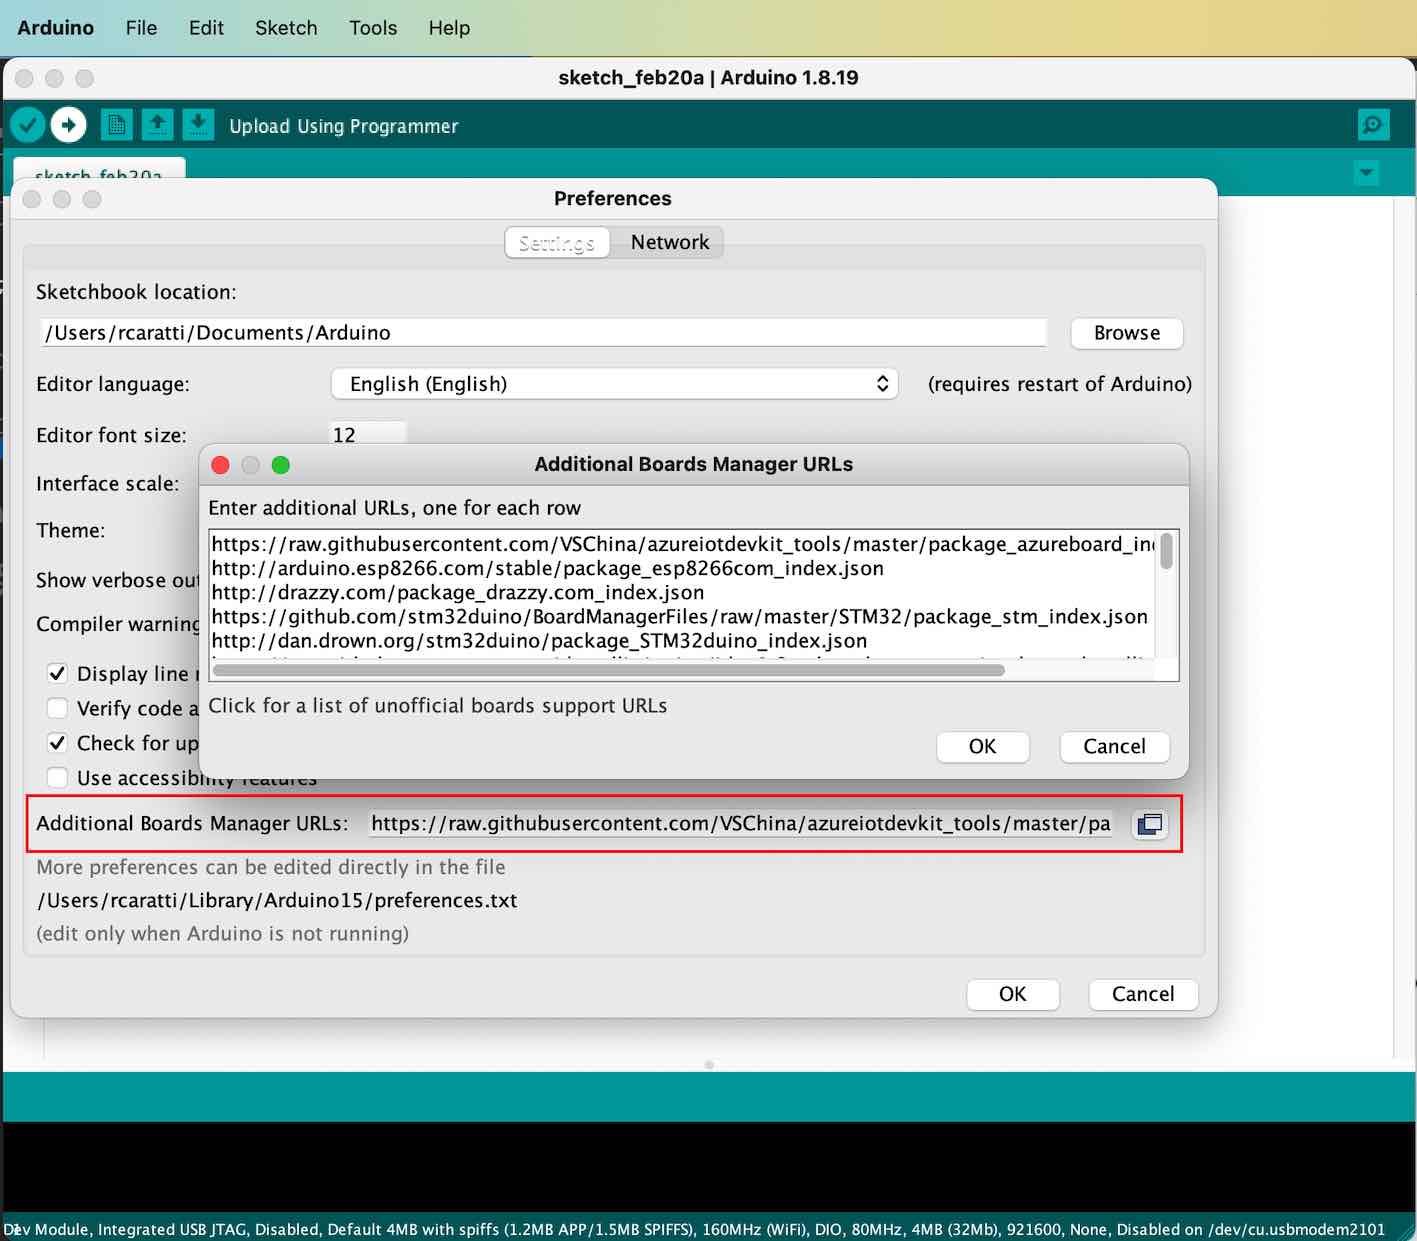 Arduino File Edit Sketch Tools Help
sketch_feb20a | Arduino 1.8.19
Upload Using Programmer
sketch_feb20a
Preferences
Settings Network
Sketchbook location:
/Users/rcaratti/Documents/Arduino Browse
Editor language: English (English) (requires restart of Arduino)
Editor font size: 12
Interface scale:
Theme:
Show verbose ou
Compiler warning
Display line
Verify code a
Check for up
Use accessibility features
Additional Boards Manager URLs
Enter additional URLs, one for each row
https://raw.githubusercontent.com/VSChina/azureiotdevkit_tools/master/package_azureboard_in
http://arduino.esp8266.com/stable/package_esp8266com_index.json
http://drazzy.com/package_drazzy.com_index.json
https://github.com/stm32duino/BoardManagerFiles/raw/master/STM32/package_stm_index.json
http://dan.drown.org/stm32duino/package_STM32duino_index.json
Click for a list of unofficial boards support URLs
OK Cancel
Additional Boards Manager URLs: https://raw.githubusercontent.com/VSChina/azureiotdevkit_tools/master/pa
More preferences can be edited directly in the file
/Users/rcaratti/Library/Arduino15/preferences.txt
(edit only when Arduino is not running)
OK Cancel
Dev Module, Integrated USB JTAG, Disabled, Default 4MB with spiffs (1.2MB APP/1.5MB SPIFFS), 160MHz (WiFi), DIO, 80MHz, 4MB (32Mb), 921600, None, Disabled on /dev/cu.usbmodem2101